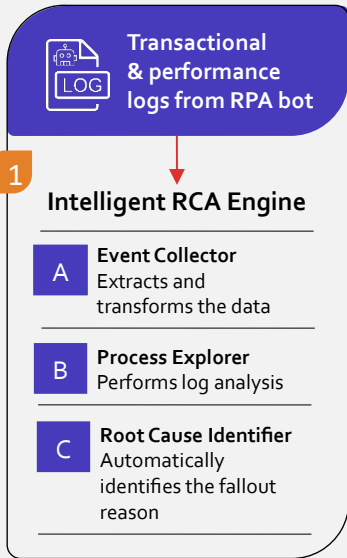 Transactional
& performance
logs from RPA bot
LOG
1
Intelligent RCA Engine
A
Event Collector
Extracts and
transforms the data
B
Process Explorer
Performs log analysis
C
Root Cause Identifier
Automatically
identifies the fallout
reason